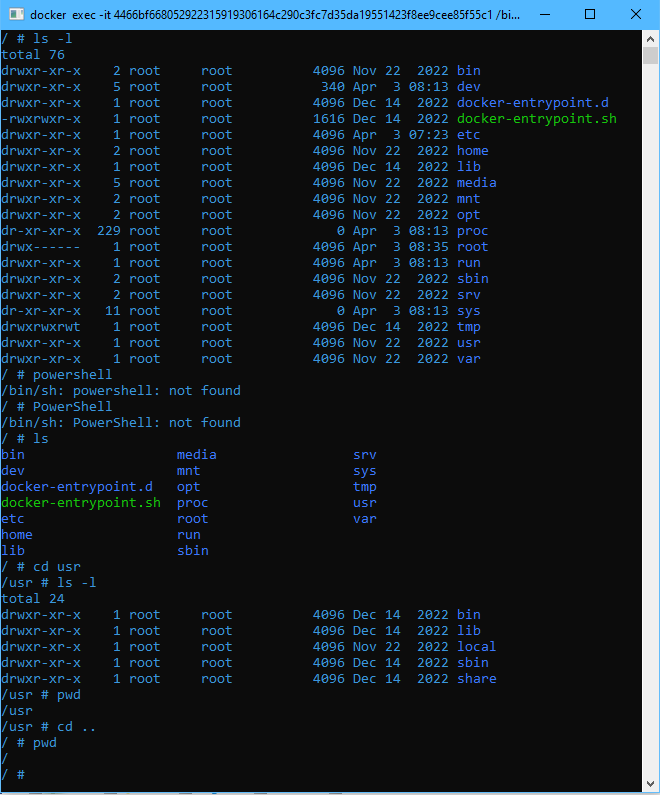 docker exec -it 4466bf668052922315919306164c290c3fc7d35da19551423f8ee9cee85f55c1 /bi...
/ # ls -l
total 76
drwxr-xr-x    2 root     root          4096 Nov 22  2022 bin
drwxr-xr-x    5 root     root           340 Apr  3 08:13 dev
drwxr-xr-x    1 root     root          4096 Dec 14  2022 docker-entrypoint.d
-rwxrwxr-x    1 root     root          1616 Dec 14  2022 docker-entrypoint.sh
drwxr-xr-x    1 root     root          4096 Apr  3 07:23 etc
drwxr-xr-x    2 root     root          4096 Nov 22  2022 home
drwxr-xr-x    1 root     root          4096 Dec 14  2022 lib
drwxr-xr-x    5 root     root          4096 Nov 22  2022 media
drwxr-xr-x    2 root     root          4096 Nov 22  2022 mnt
drwxr-xr-x    2 root     root          4096 Nov 22  2022 opt
dr-xr-xr-x  229 root     root             0 Apr  3 08:13 proc
drwx------    1 root     root          4096 Apr  3 08:35 root
drwxr-xr-x    1 root     root          4096 Apr  3 08:13 run
drwxr-xr-x    2 root     root          4096 Nov 22  2022 sbin
drwxr-xr-x    2 root     root          4096 Nov 22  2022 srv
dr-xr-xr-x   11 root     root             0 Apr  3 08:13 sys
drwxrwxrwt    1 root     root          4096 Dec 14  2022 tmp
drwxr-xr-x    1 root     root          4096 Nov 22  2022 usr
drwxr-xr-x    1 root     root          4096 Nov 22  2022 var
/ # powershell
/bin/sh: powershell: not found
/ # PowerShell
/bin/sh: PowerShell: not found
/ # ls
bin                   media                 srv
dev                   mnt                   sys
docker-entrypoint.d   opt                   tmp
docker-entrypoint.sh  proc                  usr
etc                   root                  var
home                  run
lib                   sbin
/ # cd usr
/usr # ls -l
total 24
drwxr-xr-x    1 root     root          4096 Dec 14  2022 bin
drwxr-xr-x    1 root     root          4096 Dec 14  2022 lib
drwxr-xr-x    1 root     root          4096 Nov 22  2022 local
drwxr-xr-x    1 root     root          4096 Dec 14  2022 sbin
drwxr-xr-x    1 root     root          4096 Dec 14  2022 share
/usr # pwd
/usr
/usr # cd ..
/ # pwd
/
/ #